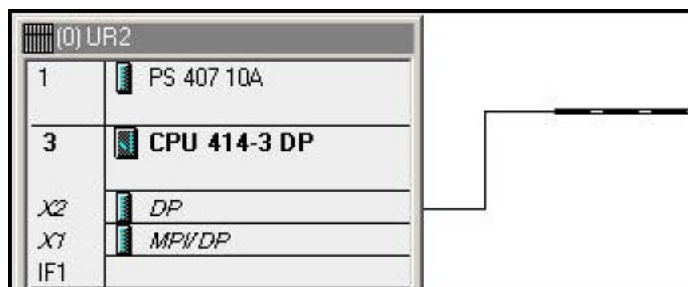 (0) UR2
1 PS 407 10A
3 CPU 414-3 DP
X2 DP
X1 MPI/DP
IF1